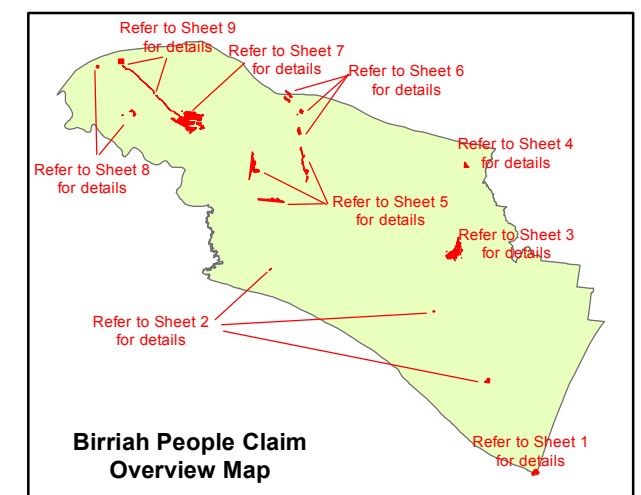 Refer to Sheet 9
for details
Refer to Sheet 7
for details
Refer to Sheet 6
for details
Refer to Sheet 4
for details
Refer to Sheet 8
for details
Refer to Sheet 5
for details
Refer to Sheet 3
for details
Refer to Sheet 2
for details
Refer to Sheet 1
for details
Birriah People Claim
Overview Map